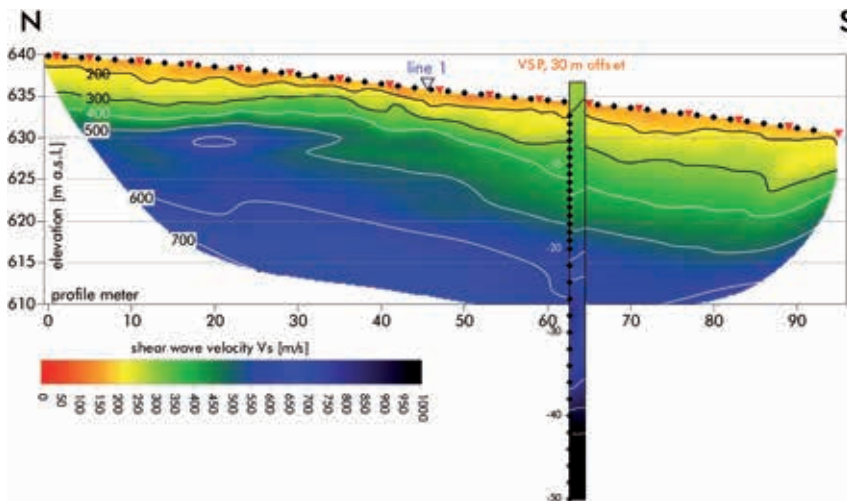 N S
640
line 1
VSP, 30 m offset
635
200
300
400
630
500
625
620
600
700
615
610
elevation [m a.s.l.]
profile meter
0 10 20 30 40 50 60 70 80 90
-20
-30
-40
-50
shear wave velocity Vs [m/s]
0 50 100 150 200 250 300 350 400 450 500 550 600 650 700 750 800 850 900 950 1000